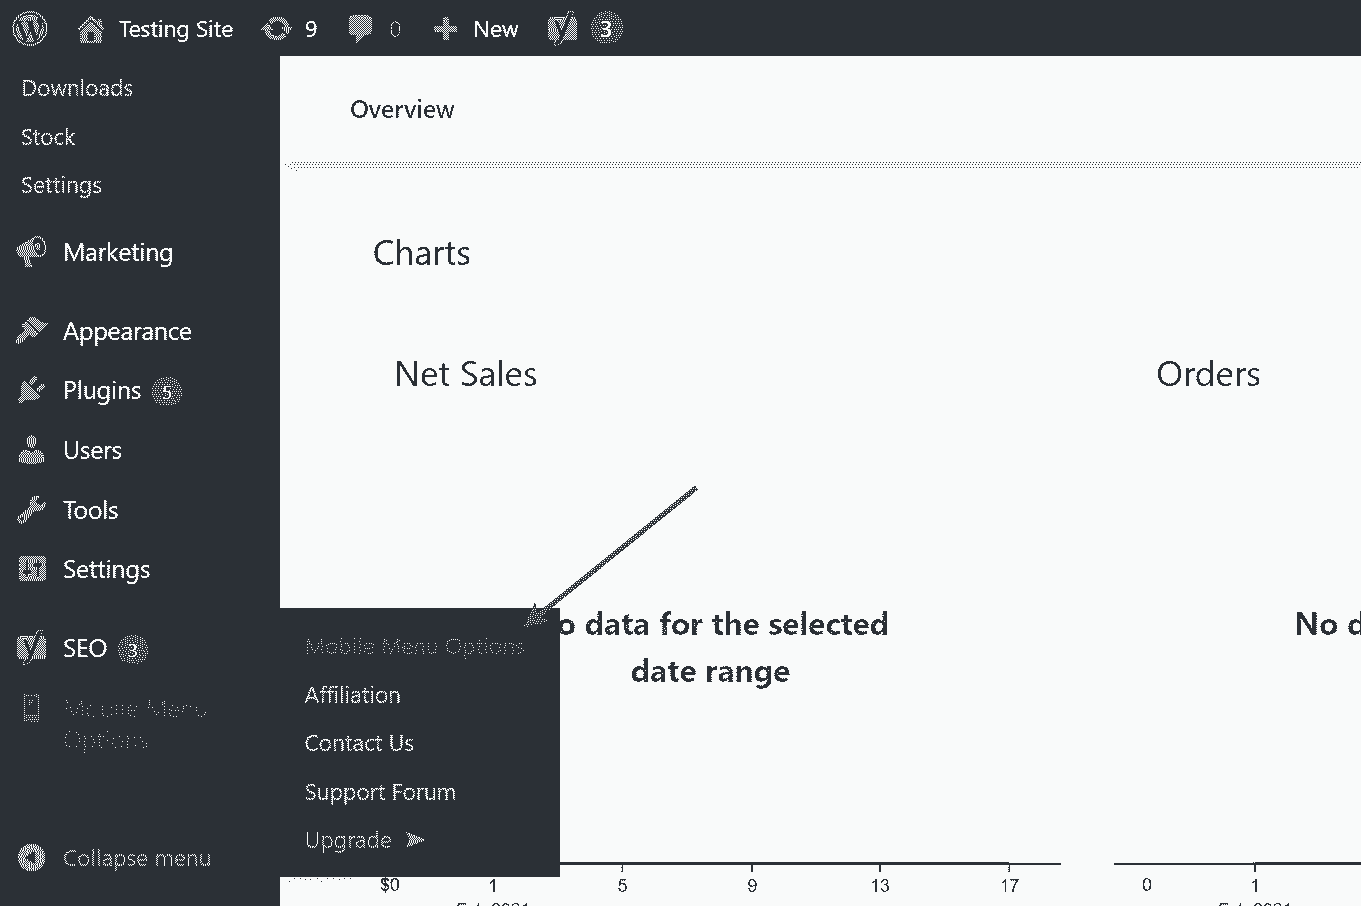 Testing Site 9 0 New 3
Downloads
Stock
Settings
Marketing
Appearance
Plugins 5
Users
Tools
Settings
SEO 3
Mobile Menu
Options
Collapse menu
Mobile Menu Options
Affiliation
Contact Us
Support Forum
Upgrade ➤
Overview
Charts
Net Sales
o data for the selected
date range
$0 1 5 9 13 17
Orders
No d
0 1